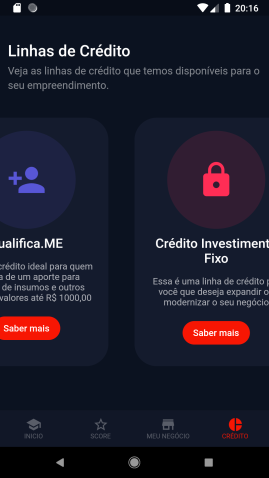 20:16
Linhas de Crédito
Veja as linhas de crédito que temos disponíveis para o
seu empreendimento.
ualifica.ME
crédito ideal para quem
a de um aporte para
de insumos e outros
valores até R$ 1000,00
Saber mais
Crédito Investiment
Fixo
Essa é uma linha de crédito p
você que deseja expandir o
modernizar o seu negócio
Saber mais
INICIO
SCORE
MEU NEGÓCIO
CRÉDITO